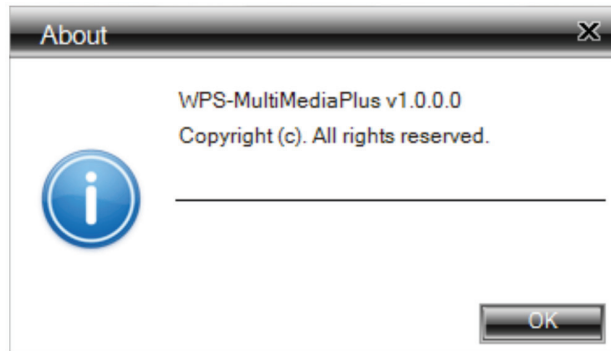 About
WPS-MultiMediaPlus v1.0.0.0
Copyright (c). All rights reserved.
OK